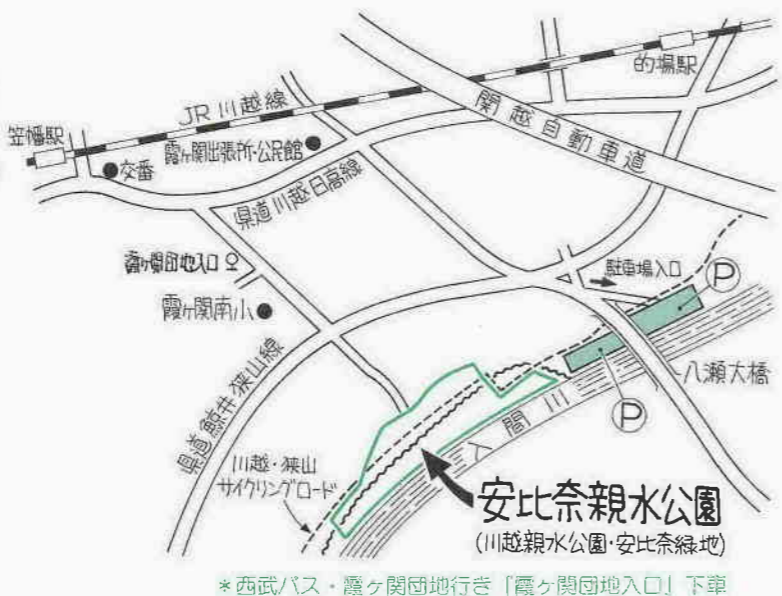 的場駅
JR川越線
関越自動車道
笠幡駅
交番
霞ヶ関出張所・公民館
県道川越日高線
霞ヶ関団地入口
駐車場入口
P
霞ヶ関南小
P
八瀬大橋
県道鯨井狭山線
入間川
川越・狭山
サイクリングロード
安比奈親水公園
(川越親水公園・安比奈緑地)
*西武バス・霞ヶ関団地行き「霞ヶ関団地入口」下車